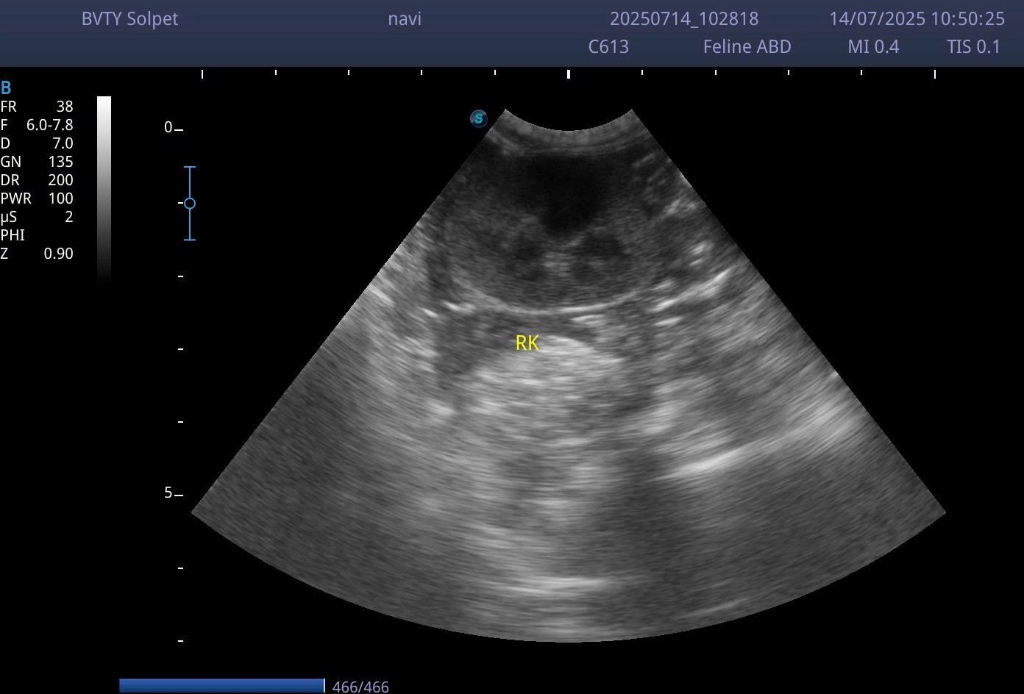 BVTY Solpet navi 20250714_102818 14/07/2025 10:50:25
C613 Feline ABD MI 0.4 TIS 0.1
B
FR 38
F 6.0-7.8
D 7.0
GN 135
DR 200
PWR 100
µS 2
PHI
Z 0.90
S
0
RK
5
466/466